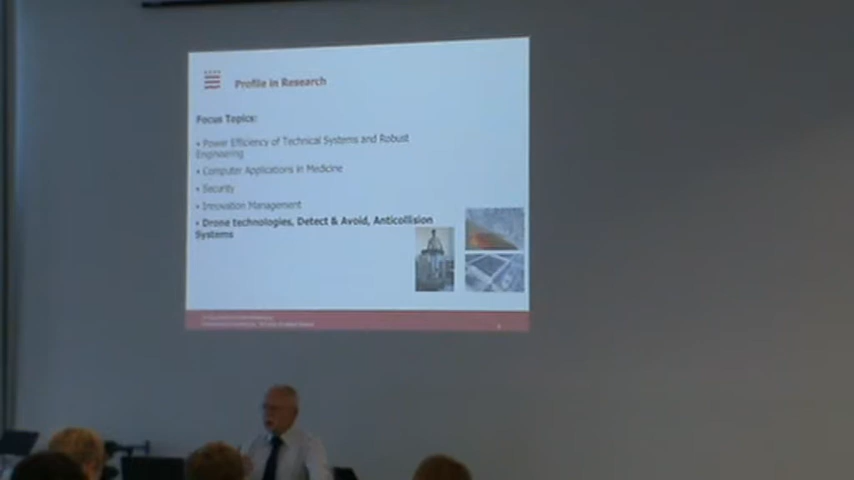 Profile in Research
Focus Topics:
• Power Efficiency of Technical Systems and Robust
Engineering
• Computer Applications in Medicine
• Security
• Innovation Management
• Drone technologies, Detect & Avoid, Anticollision
Systems